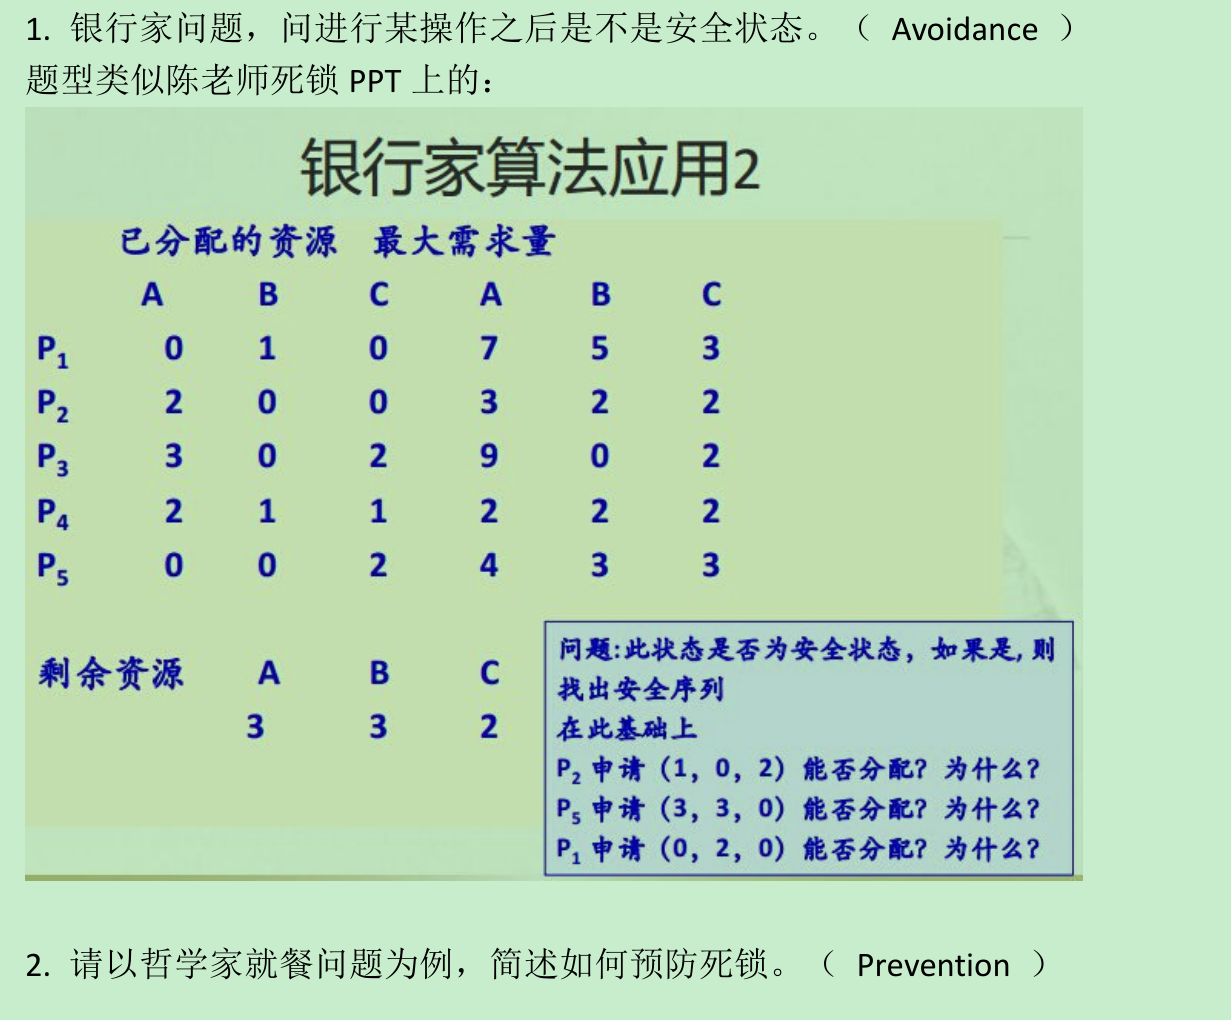 1. 银行家问题，问进行某操作之后是不是安全状态。（ Avoidance ）
题型类似陈老师死锁 PPT 上的：
银行家算法应用2
已分配的资源 最大需求量
A B C A B C
P₁ 0 1 0 7 5 3
P₂ 2 0 0 3 2 2
P₃ 3 0 2 9 0 2
P₄ 2 1 1 2 2 2
P₅ 0 0 2 4 3 3
剩余资源 A B C
3 3 2
问题:此状态是否为安全状态，如果是,则
找出安全序列
在此基础上
P₂ 申请（1，0，2）能否分配？为什么？
P₅ 申请（3，3，0）能否分配？为什么？
P₁ 申请（0，2，0）能否分配？为什么？
2. 请以哲学家就餐问题为例，简述如何预防死锁。（ Prevention ）